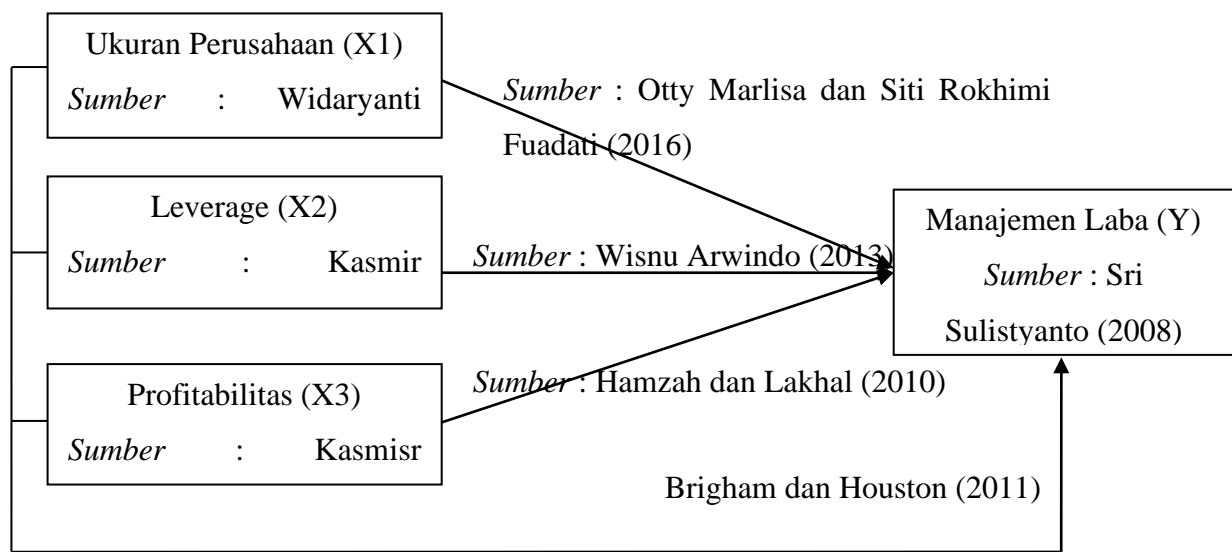 Ukuran Perusahaan (X1)
Sumber : Widaryanti
Sumber : Otty Marlisa dan Siti Rokhimi
Fuadati (2016)
Leverage (X2)
Sumber : Kasmir
Sumber : Wisnu Arwindo (2013)
Manajemen Laba (Y)
Sumber : Sri
Sulistyanto (2008)
Profitabilitas (X3)
Sumber : Kasmisr
Sumber : Hamzah dan Lakhal (2010)
Brigham dan Houston (2011)